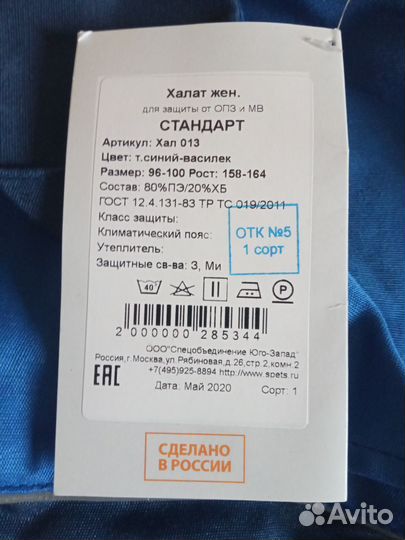 Халат жен.
для защиты от ОПЗ и МВ
СТАНДАРТ
Артикул: Хал 013
Цвет: т.синий-василек
Размер: 96-100 Рост: 158-164
Состав: 80%ПЭ/20%ХБ
ГОСТ 12.4.131-83 ТР ТС 019/2011
Класс защиты:
Климатический пояс:
Утеплитель:
Защитные св-ва: З, Ми
ОТК №5
1 сорт
40
P
2 000000 285344
ООО"Спецобъединение Юго-Запад"
Россия,г.Москва,ул.Рябиновая,д.26,стр.2,комн.2
+7(495)925-8894 http://www.spets.ru
EAC
Дата: Май 2020
Сорт: 1
СДЕЛАНО
В РОССИИ
Avito